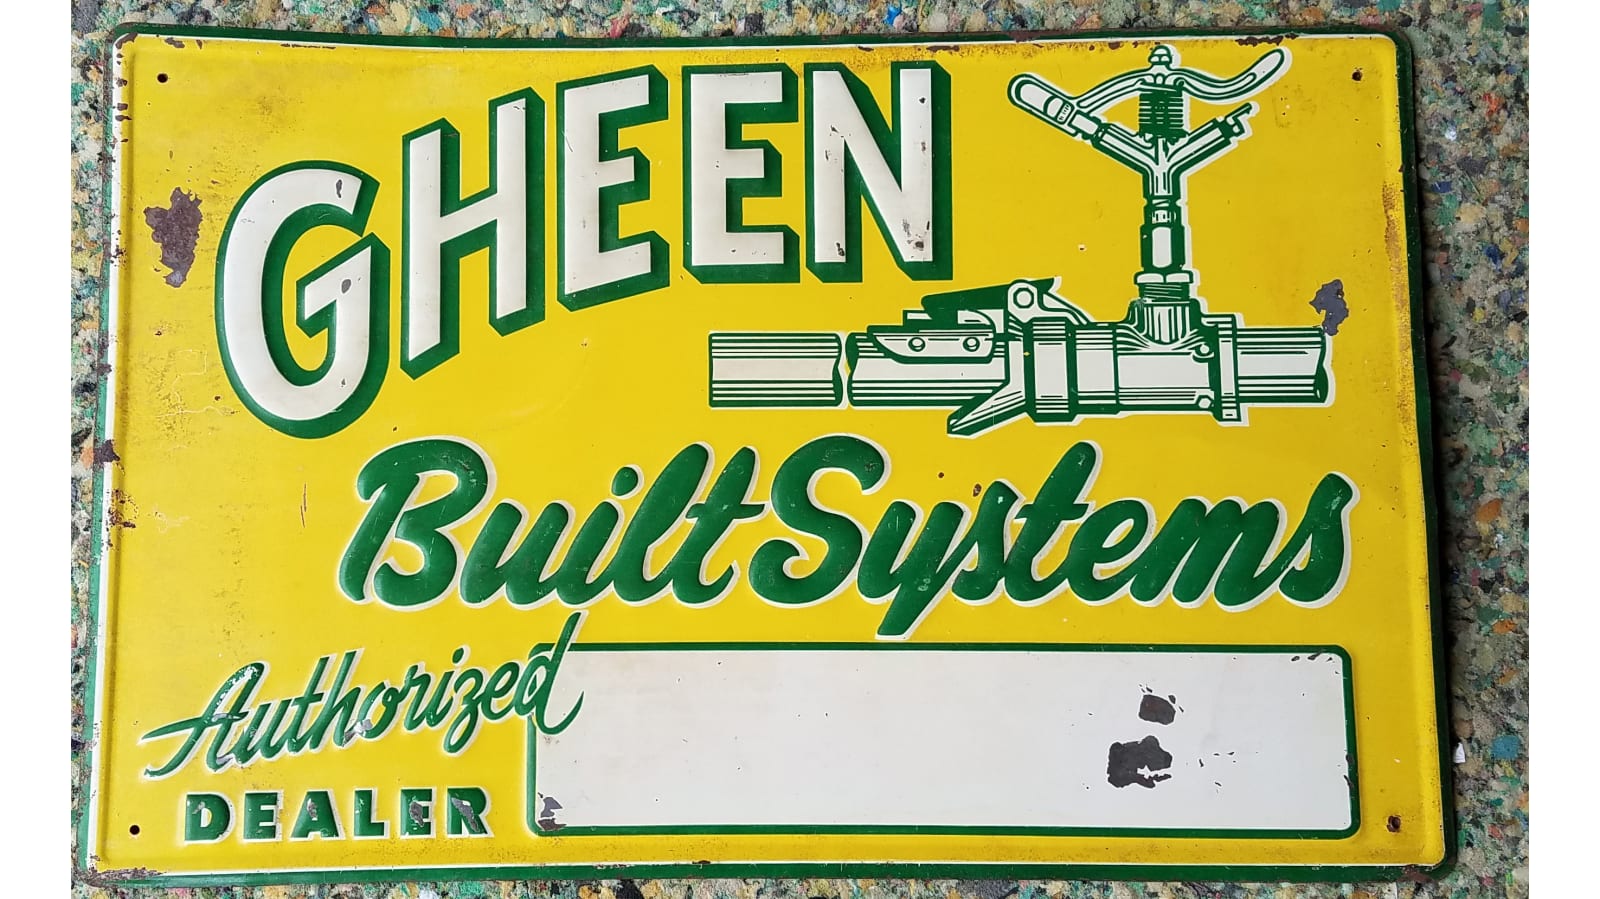 GHEEN
Built Systems
Authorized
DEALER